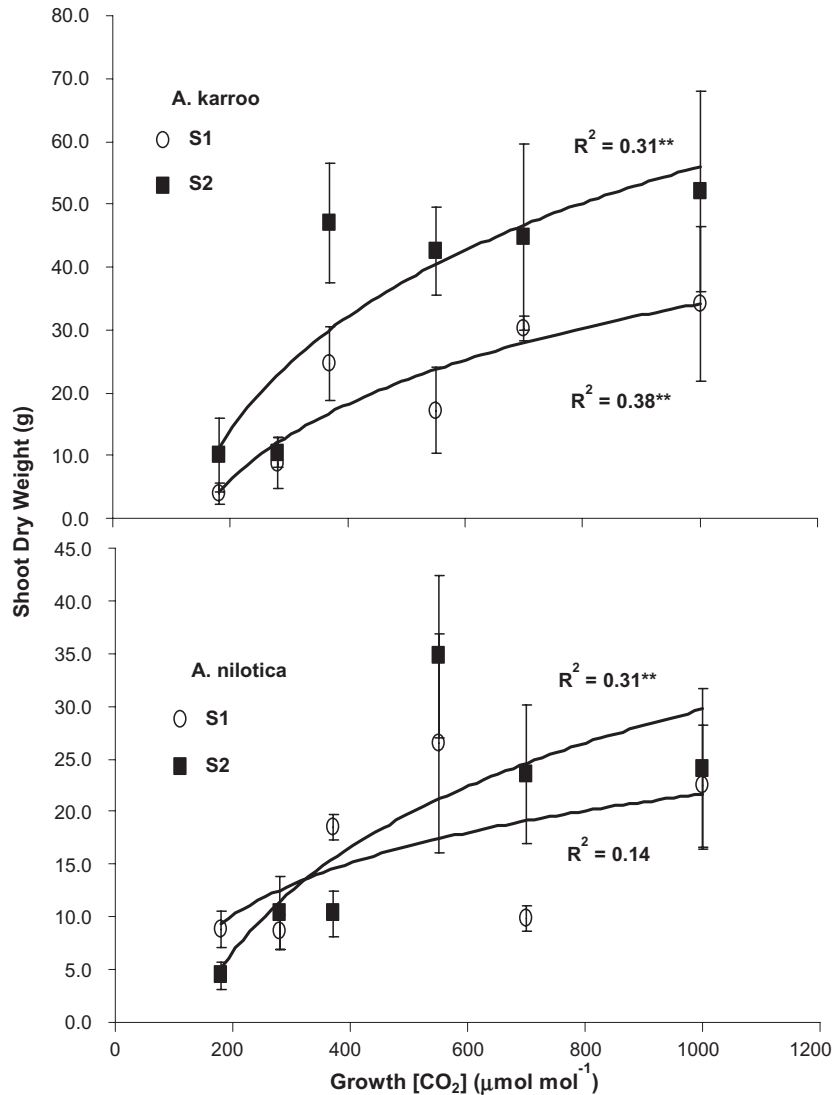 Shoot Dry Weight (g)
80.0
70.0
60.0
50.0
40.0
30.0
20.0
10.0
0.0
A. karroo
S1
S2
R² = 0.31**
R² = 0.38**
45.0
40.0
35.0
30.0
25.0
20.0
15.0
10.0
5.0
0.0
A. nilotica
S1
S2
R² = 0.31**
R² = 0.14
0 200 400 600 800 1000 1200
Growth [CO₂] (μmol mol⁻¹)